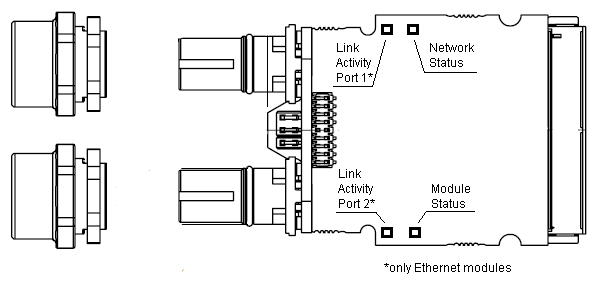 Link
Activity
Port 1*
Network
Status
Link
Activity
Port 2*
Module
Status
*only Ethernet modules